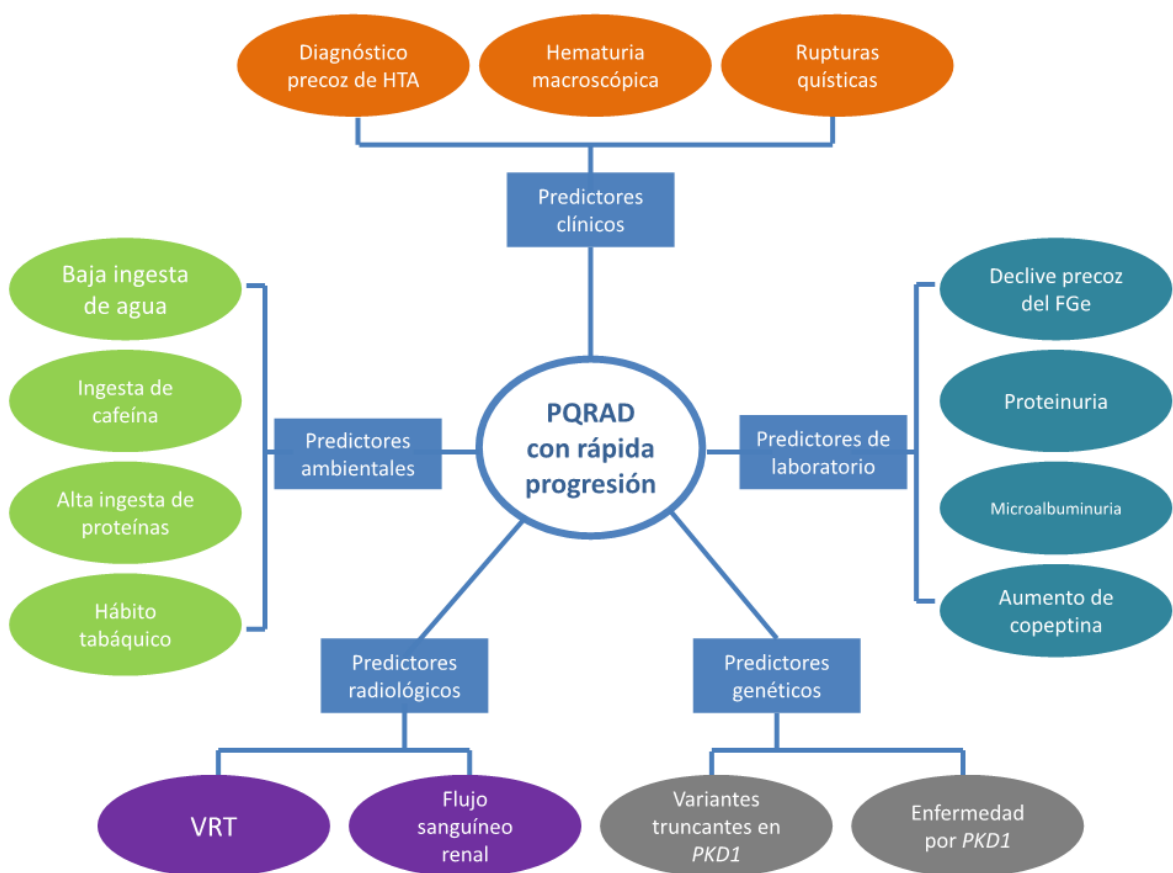 Diagnóstico
precoz de HTA
Hematuria
macroscópica
Rupturas
quísticas
Predictores
clínicos
Baja ingesta
de agua
Ingesta de
cafeína
Alta ingesta de
proteínas
Hábito
tabáquico
Predictores
ambientales
PQRAD
con rápida
progresión
Predictores de
laboratorio
Declive precoz
del FGe
Proteinuria
Microalbuminuria
Aumento de
copeptina
Predictores
radiológicos
Predictores
genéticos
VRT
Flujo
sanguíneo
renal
Variantes
truncantes en
PKD1
Enfermedad
por PKD1